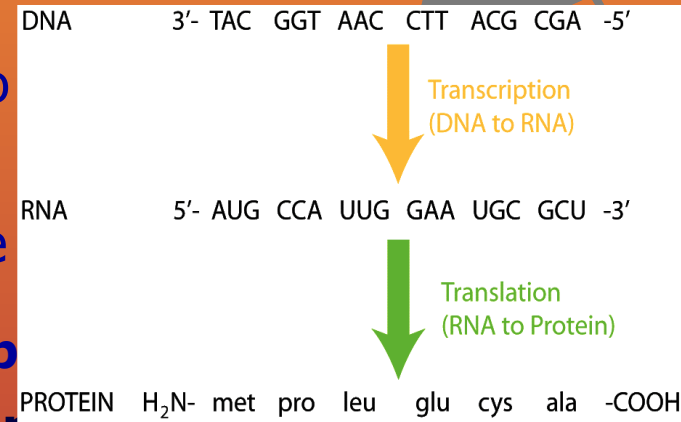 DNA 3′- TAC GGT AAC CTT ACG CGA -5′
Transcription
(DNA to RNA)
RNA 5′- AUG CCA UUG GAA UGC GCU -3′
Translation
(RNA to Protein)
PROTEIN H₂N- met pro leu glu cys ala -COOH